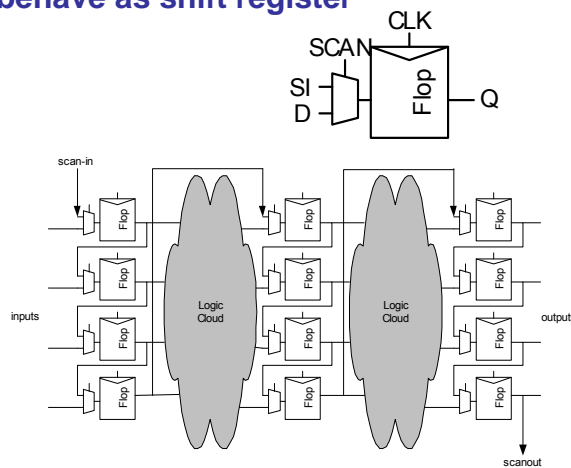 behave as shift register
CLK
SCAN
SI
D
Flop
Q
scan-in
Flop
Flop
Flop
Flop
Flop
Flop
Flop
Flop
Flop
Flop
Flop
Flop
inputs
Logic
Cloud
Logic
Cloud
output
scanout